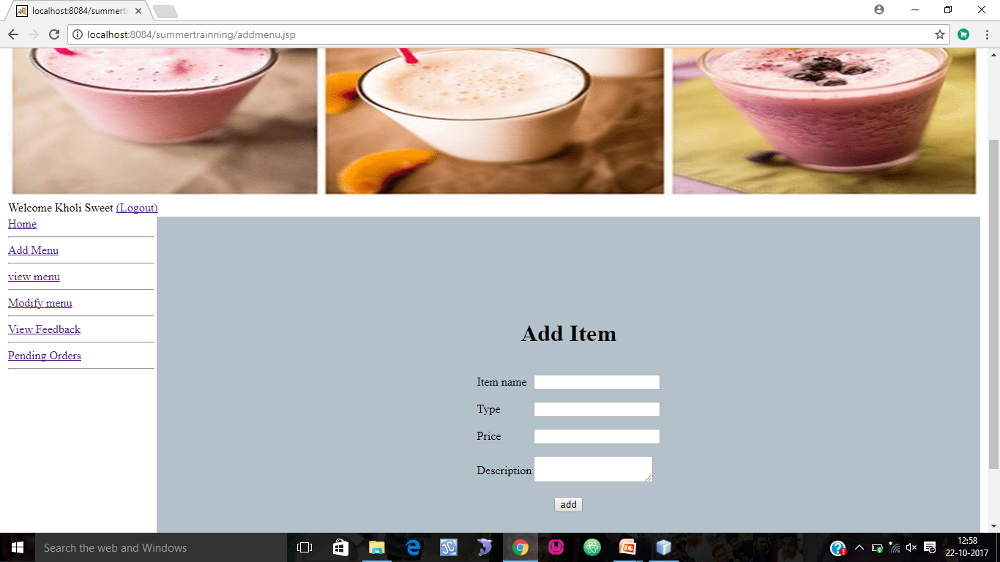 localhost:8084/summertr
localhost:8084/summertrainning/addmenu.jsp
Welcome Kholi Sweet (Logout)
Home
Add Menu
view menu
Modify menu
View Feedback
Pending Orders
Add Item
Item name
Type
Price
Description
add
Search the web and Windows
12:58
22-10-2017